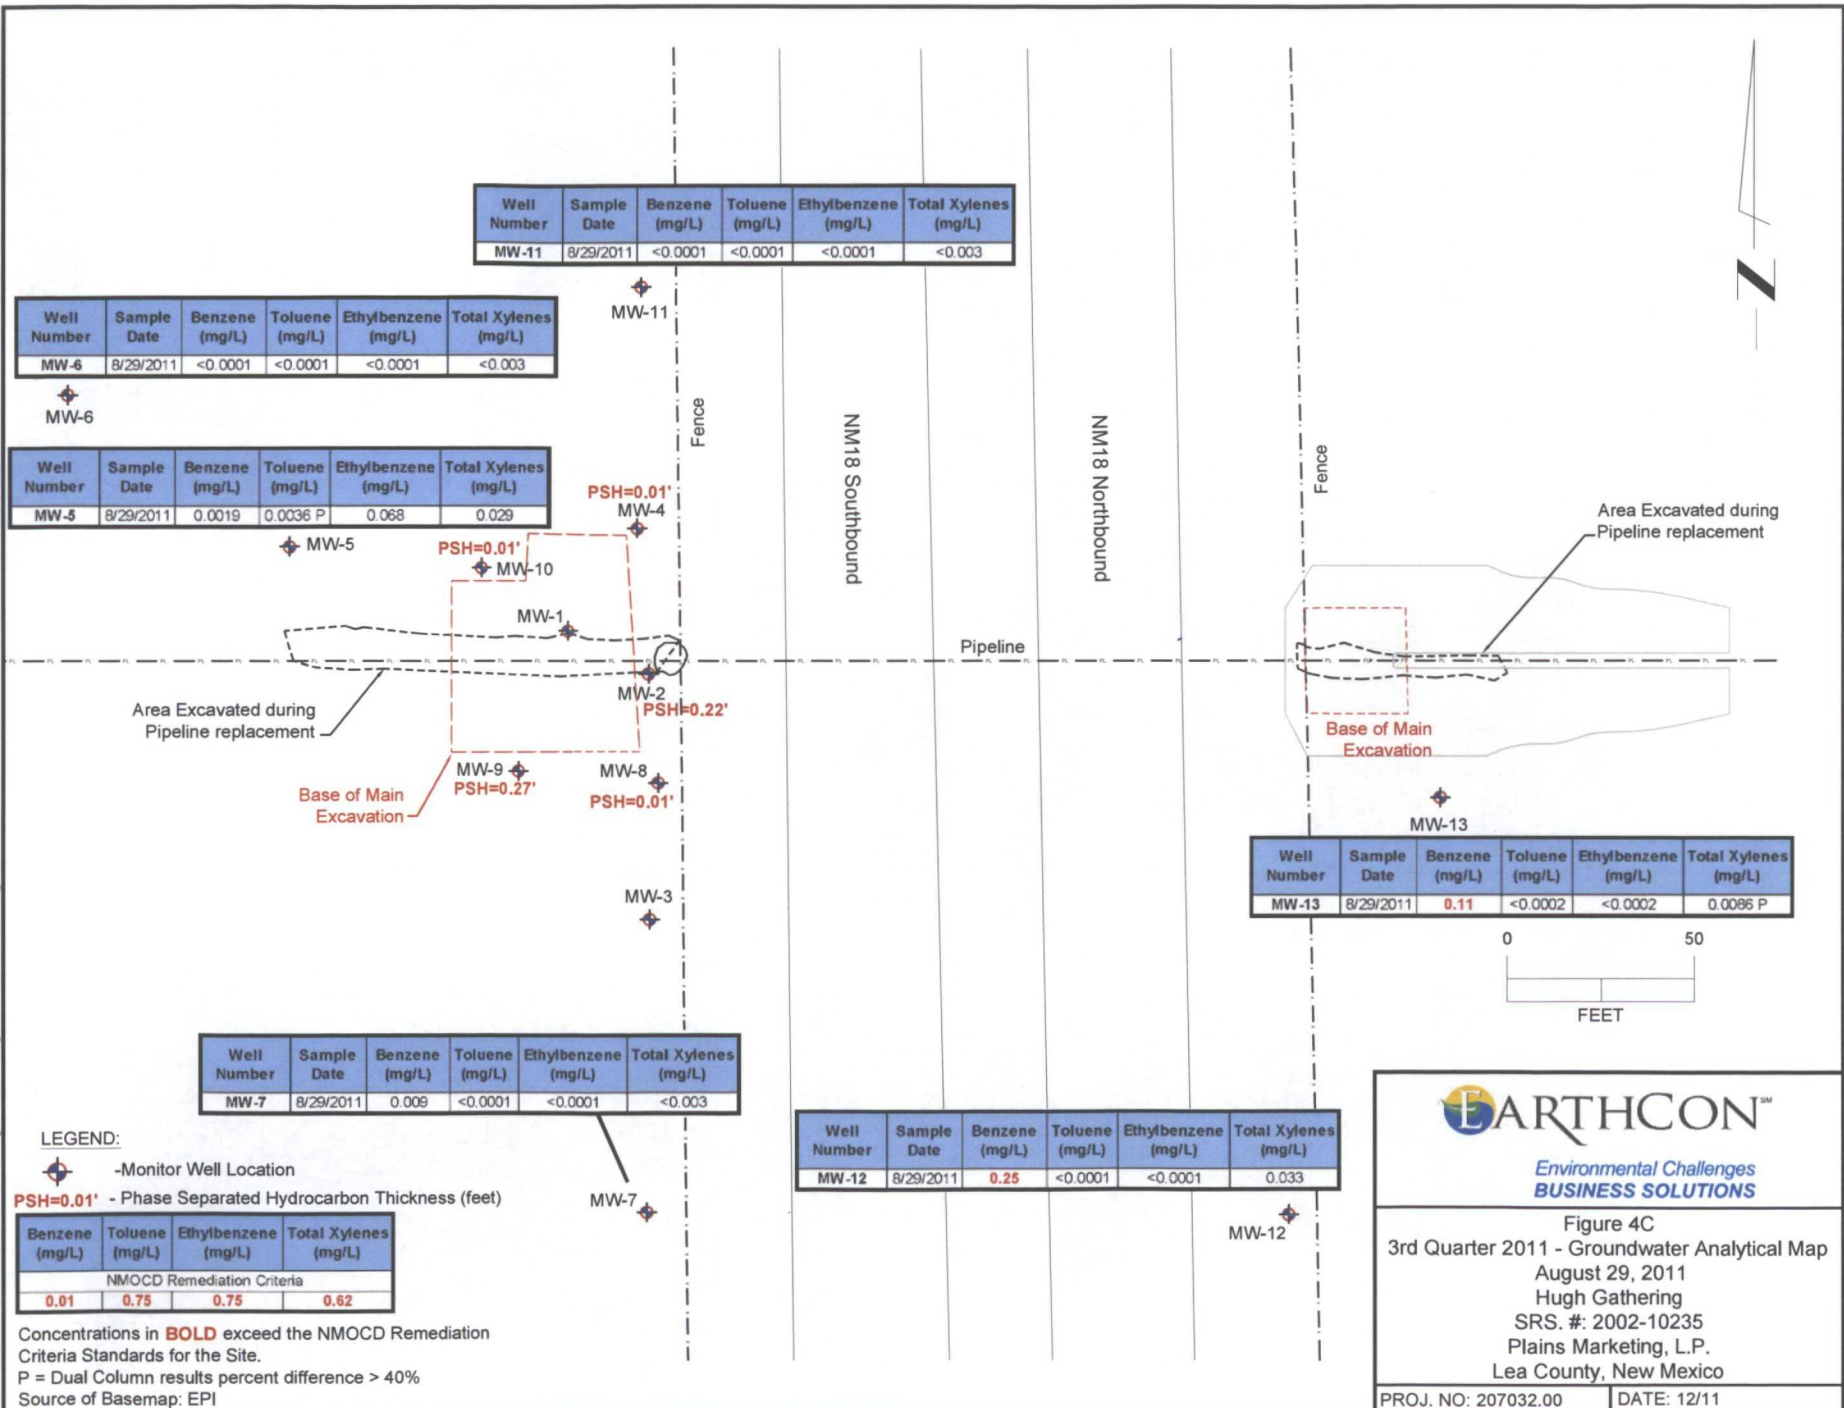 Well Number Sample Date Benzene (mg/L) Toluene (mg/L) Ethylbenzene (mg/L) Total Xylenes (mg/L)
MW-11 8/29/2011 <0.0001 <0.0001 <0.0001 <0.003
MW-11
Well Number Sample Date Benzene (mg/L) Toluene (mg/L) Ethylbenzene (mg/L) Total Xylenes (mg/L)
MW-6 8/29/2011 <0.0001 <0.0001 <0.0001 <0.003
MW-6
Well Number Sample Date Benzene (mg/L) Toluene (mg/L) Ethylbenzene (mg/L) Total Xylenes (mg/L)
MW-5 8/29/2011 0.0019 0.0036 P 0.068 0.029
MW-5
PSH=0.01'
MW-4
PSH=0.01'
MW-10
MW-1
MW-2
PSH=0.22'
Area Excavated during
Pipeline replacement
MW-9
PSH=0.27'
MW-8
PSH=0.01'
Base of Main
Excavation
MW-3
Fence
NM18 Southbound
NM18 Northbound
Fence
Pipeline
Z
Area Excavated during
Pipeline replacement
Base of Main
Excavation
MW-13
Well Number Sample Date Benzene (mg/L) Toluene (mg/L) Ethylbenzene (mg/L) Total Xylenes (mg/L)
MW-13 8/29/2011 0.11 <0.0002 <0.0002 0.0086 P
0 50
FEET
Well Number Sample Date Benzene (mg/L) Toluene (mg/L) Ethylbenzene (mg/L) Total Xylenes (mg/L)
MW-7 8/29/2011 0.009 <0.0001 <0.0001 <0.003
MW-7
Well Number Sample Date Benzene (mg/L) Toluene (mg/L) Ethylbenzene (mg/L) Total Xylenes (mg/L)
MW-12 8/29/2011 0.25 <0.0001 <0.0001 0.033
MW-12
LEGEND:
-Monitor Well Location
PSH=0.01' - Phase Separated Hydrocarbon Thickness (feet)
Benzene (mg/L) Toluene (mg/L) Ethylbenzene (mg/L) Total Xylenes (mg/L)
NMOCD Remediation Criteria
0.01 0.75 0.75 0.62
Concentrations in BOLD exceed the NMOCD Remediation
Criteria Standards for the Site.
P = Dual Column results percent difference > 40%
Source of Basemap: EPI
EARTHCON SM
Environmental Challenges
BUSINESS SOLUTIONS
Figure 4C
3rd Quarter 2011 - Groundwater Analytical Map
August 29, 2011
Hugh Gathering
SRS. #: 2002-10235
Plains Marketing, L.P.
Lea County, New Mexico
PROJ. NO: 207032.00 DATE: 12/11